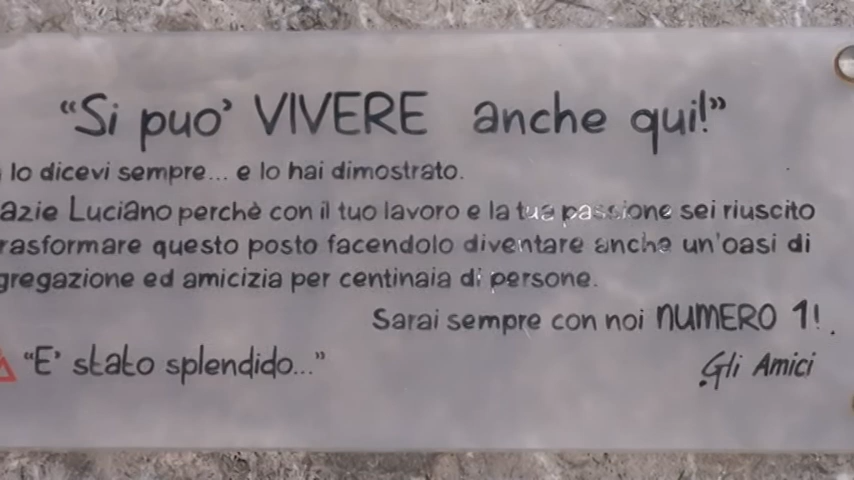 “Si puo’ VIVERE anche qui!”
lo dicevi sempre... e lo hai dimostrato.
azie Luciano perchè con il tuo lavoro e la tua passione sei riuscito
rasformare questo posto facendolo diventare anche un'oasi di
gregazione ed amicizia per centinaia di persone.
Sarai sempre con noi NUMERO 1!
“E’ stato splendido...”
Gli Amici